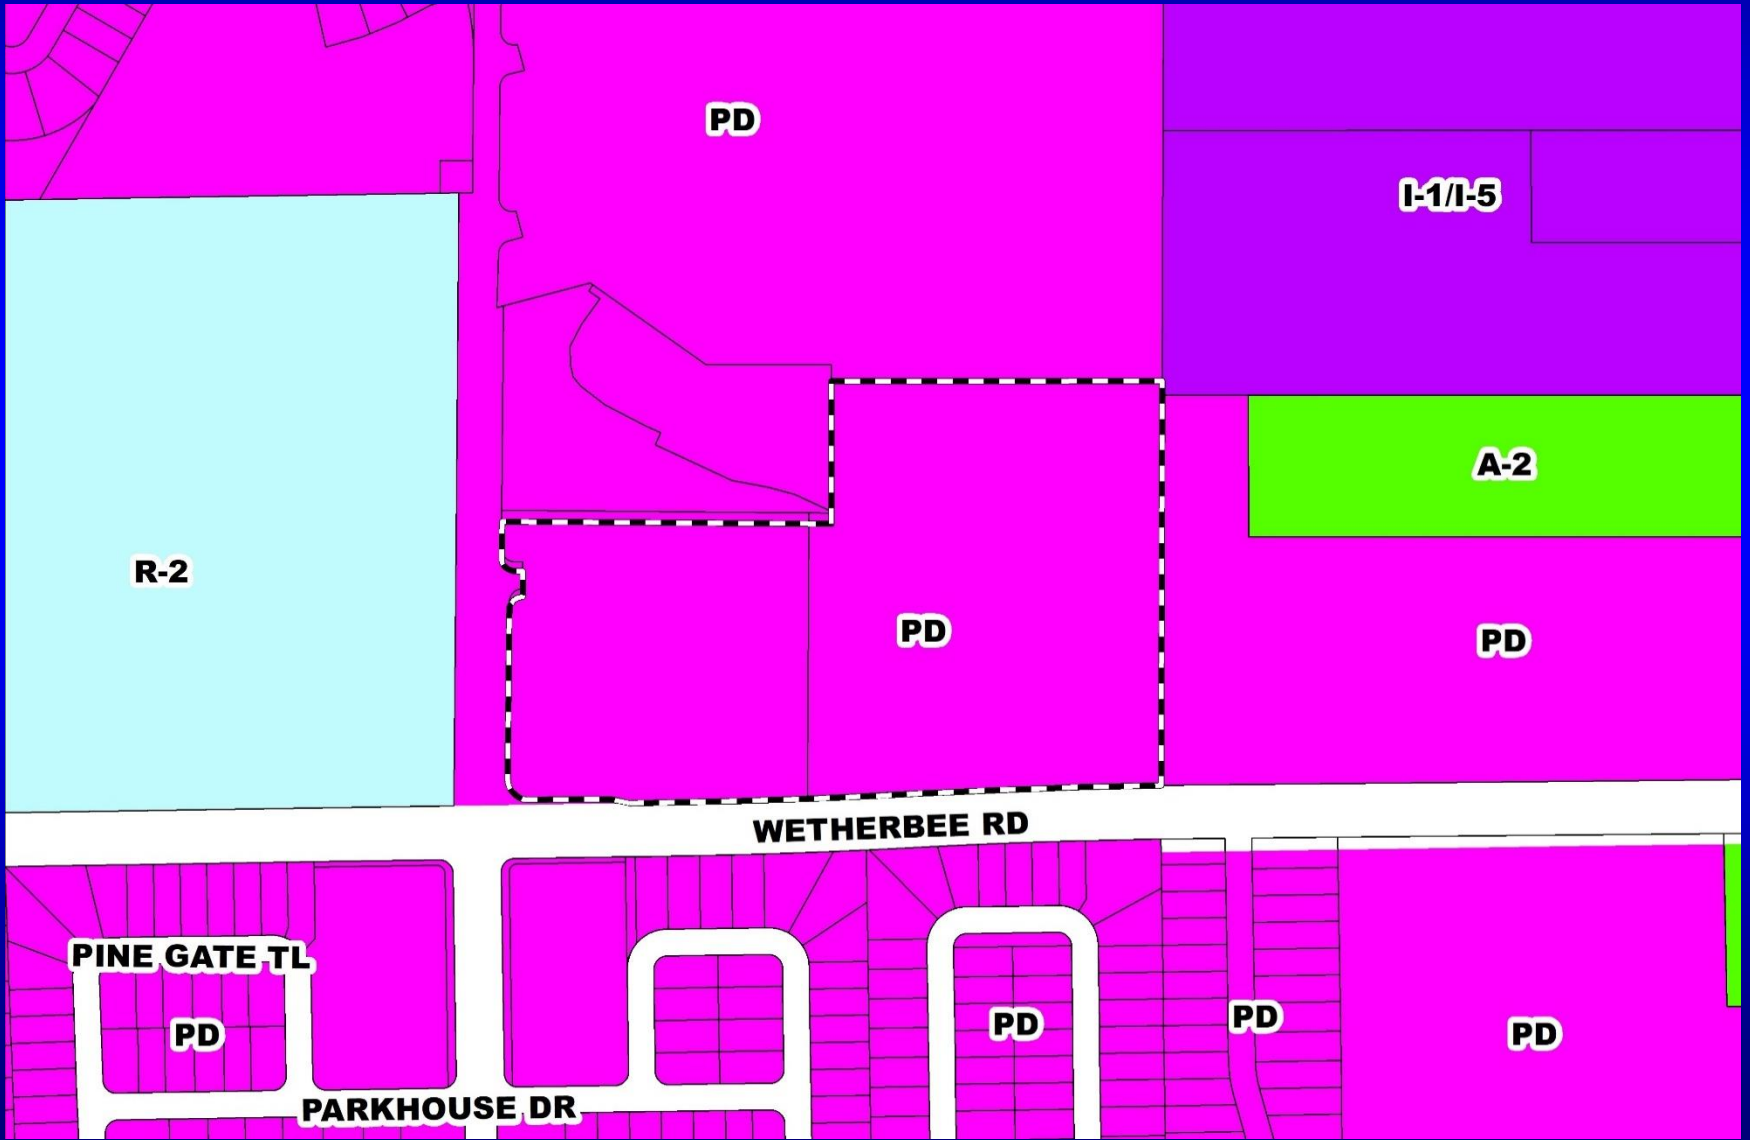 PD
I-1/I-5
A-2
R-2
PD
PD
WETHERBEE RD
PINE GATE TL
PD
PD
PD
PD
PARKHOUSE DR